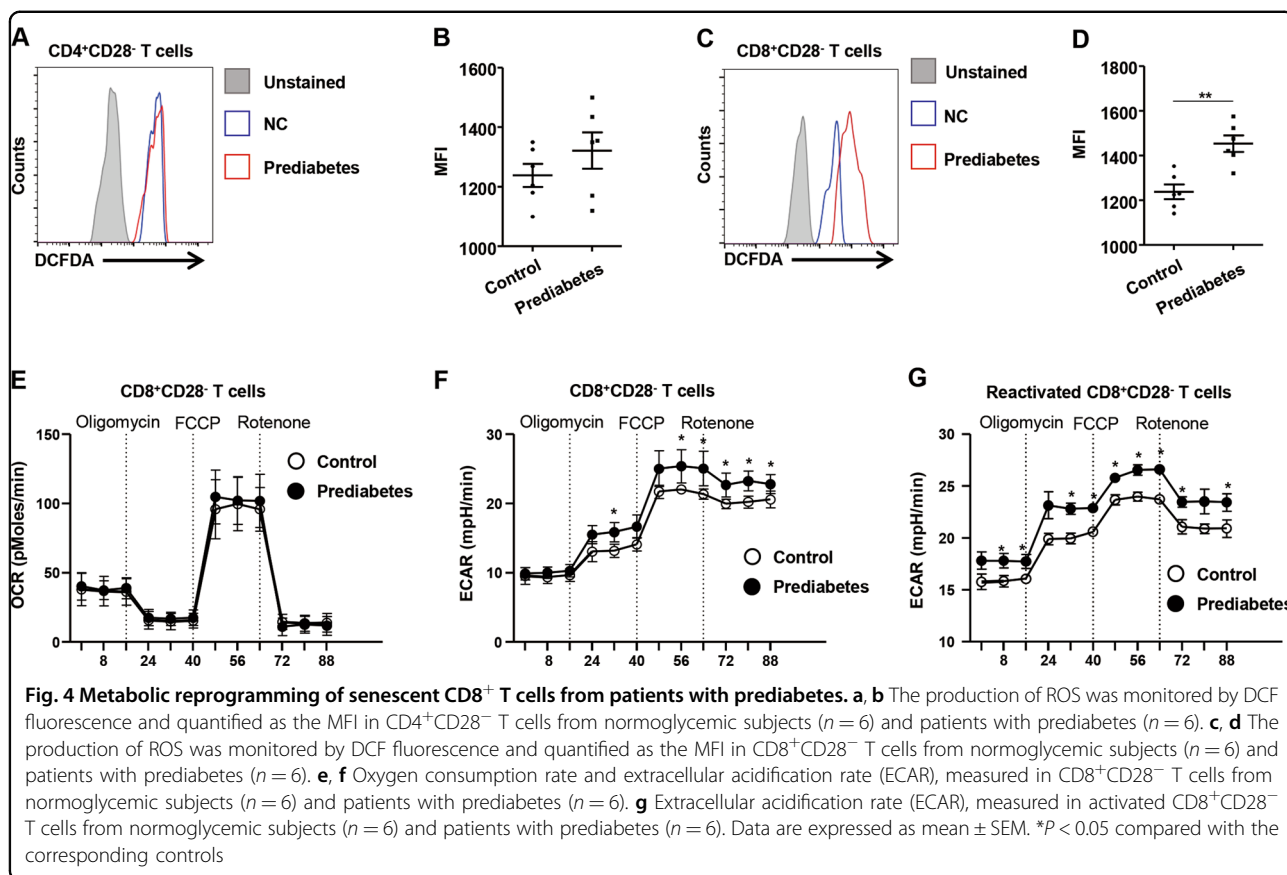 A
CD4+CD28- T cells
Counts
DCFDA
Unstained
NC
Prediabetes
B
MFI
1600
1400
1200
1000
Control
Prediabetes
C
CD8+CD28- T cells
Counts
DCFDA
Unstained
NC
Prediabetes
D
MFI
1800
1600
1400
1200
1000
**
Control
Prediabetes
E
CD8+CD28- T cells
Oligomycin FCCP Rotenone
OCR (pMoles/min)
150
100
50
0
Control
Prediabetes
8 24 40 56 72 88
F
CD8+CD28- T cells
Oligomycin FCCP Rotenone
ECAR (mpH/min)
30
20
10
0
* * * * * *
Control
Prediabetes
8 24 40 56 72 88
G
Reactivated CD8+CD28- T cells
Oligomycin FCCP Rotenone
ECAR (mpH/min)
30
25
20
15
10
* * * * * * * * *
Control
Prediabetes
8 24 40 56 72 88
Fig. 4 Metabolic reprogramming of senescent CD8+ T cells from patients with prediabetes. a, b The production of ROS was monitored by DCF
fluorescence and quantified as the MFI in CD4+CD28− T cells from normoglycemic subjects (n = 6) and patients with prediabetes (n = 6). c, d The
production of ROS was monitored by DCF fluorescence and quantified as the MFI in CD8+CD28− T cells from normoglycemic subjects (n = 6) and
patients with prediabetes (n = 6). e, f Oxygen consumption rate and extracellular acidification rate (ECAR), measured in CD8+CD28− T cells from
normoglycemic subjects (n = 6) and patients with prediabetes (n = 6). g Extracellular acidification rate (ECAR), measured in activated CD8+CD28−
T cells from normoglycemic subjects (n = 6) and patients with prediabetes (n = 6). Data are expressed as mean ± SEM. *P < 0.05 compared with the
corresponding controls